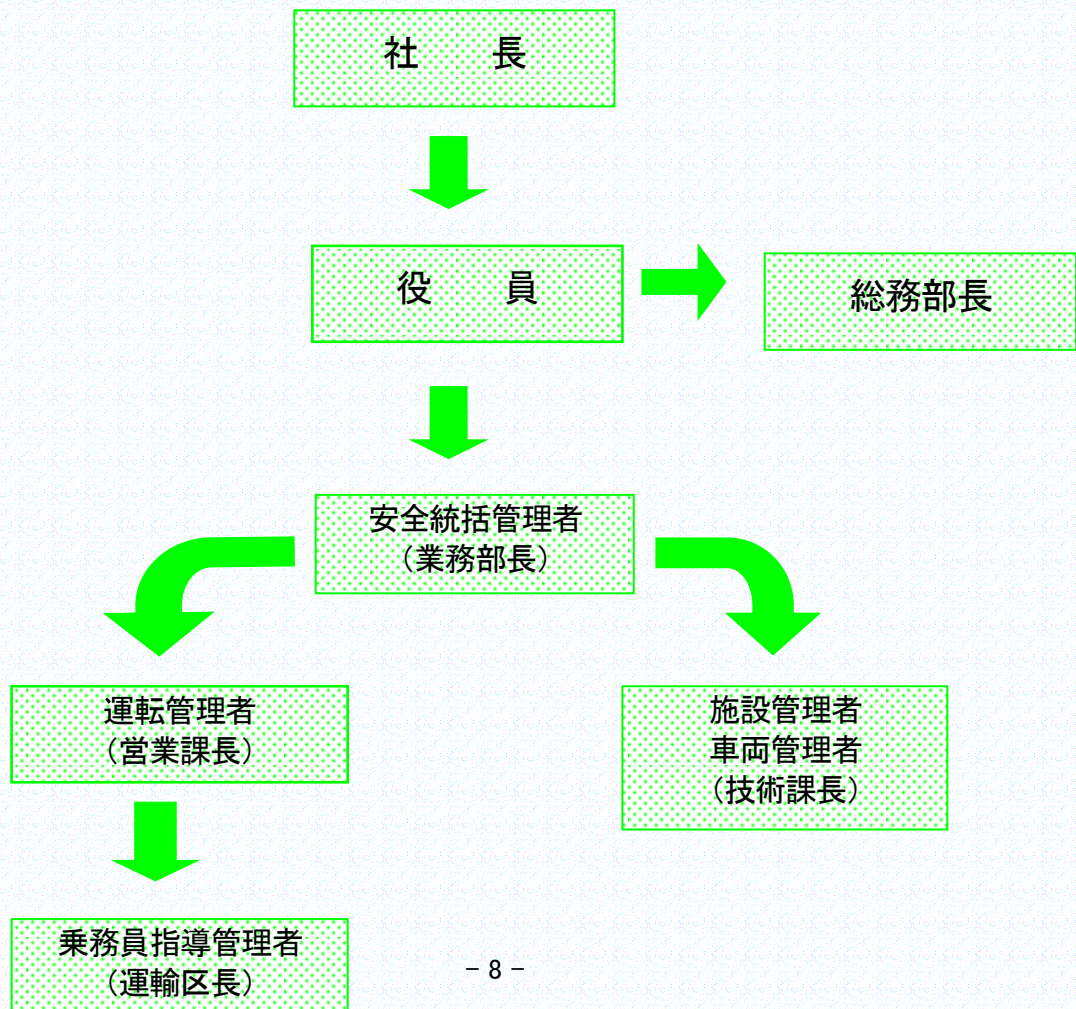 社　　長
役　　員
総務部長
安全統括管理者
（業務部長）
運転管理者
（営業課長）
施設管理者
車両管理者
（技術課長）
乗務員指導管理者
（運輸区長）
－８－